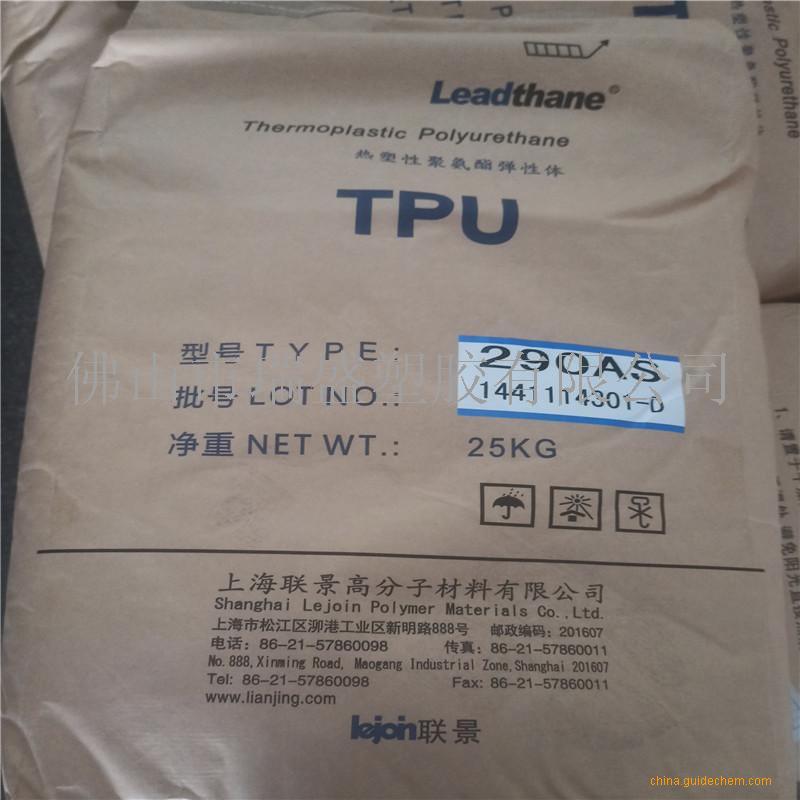 Leadthane®
Thermoplastic Polyurethane
热塑性聚氨酯弹性体
TPU
型号 TYPE: 290AS
批号 LOT NO.: 1441114301-D
净重 NET WT.: 25KG
上海联景高分子材料有限公司
Shanghai Lejoin Polymer Materials Co.,Ltd.
上海市松江区泖港工业区新明路888号 邮政编码: 201607
电话: 86-21-57860098 传真: 86-21-57860011
No.888,Xinming Road, Maogang Industrial Zone,Shanghai 201607
Tel: 86-21-57860098 Fax: 86-21-57860011
www.lianjing.com
lejoin联景
Polyurethane
china.guidechem.com